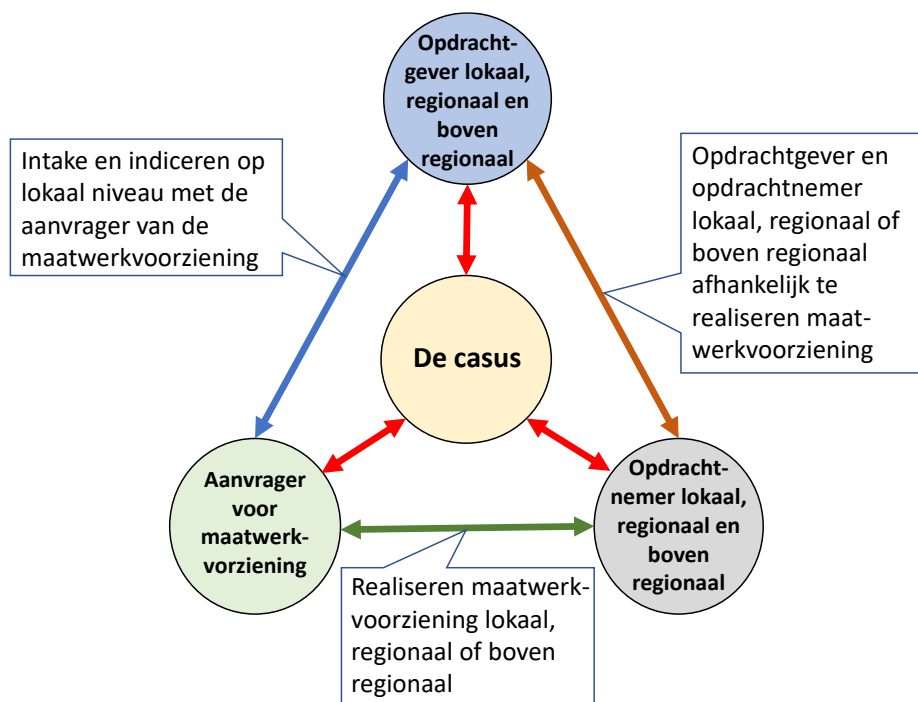 Opdracht-
gever lokaal,
regionaal en
boven
regionaal
Intake en indiceren op
lokaal niveau met de
aanvrager van de
maatwerkvoorziening
Opdrachtgever en
opdrachtnemer
lokaal, regionaal of
boven regionaal
afhankelijk te
realiseren maat-
werkvoorziening
De casus
Aanvrager
voor
maatwerk-
vorziening
Opdracht-
nemer lokaal,
regionaal en
boven
regionaal
Realiseren maatwerk-
voorziening lokaal,
regionaal of boven
regionaal